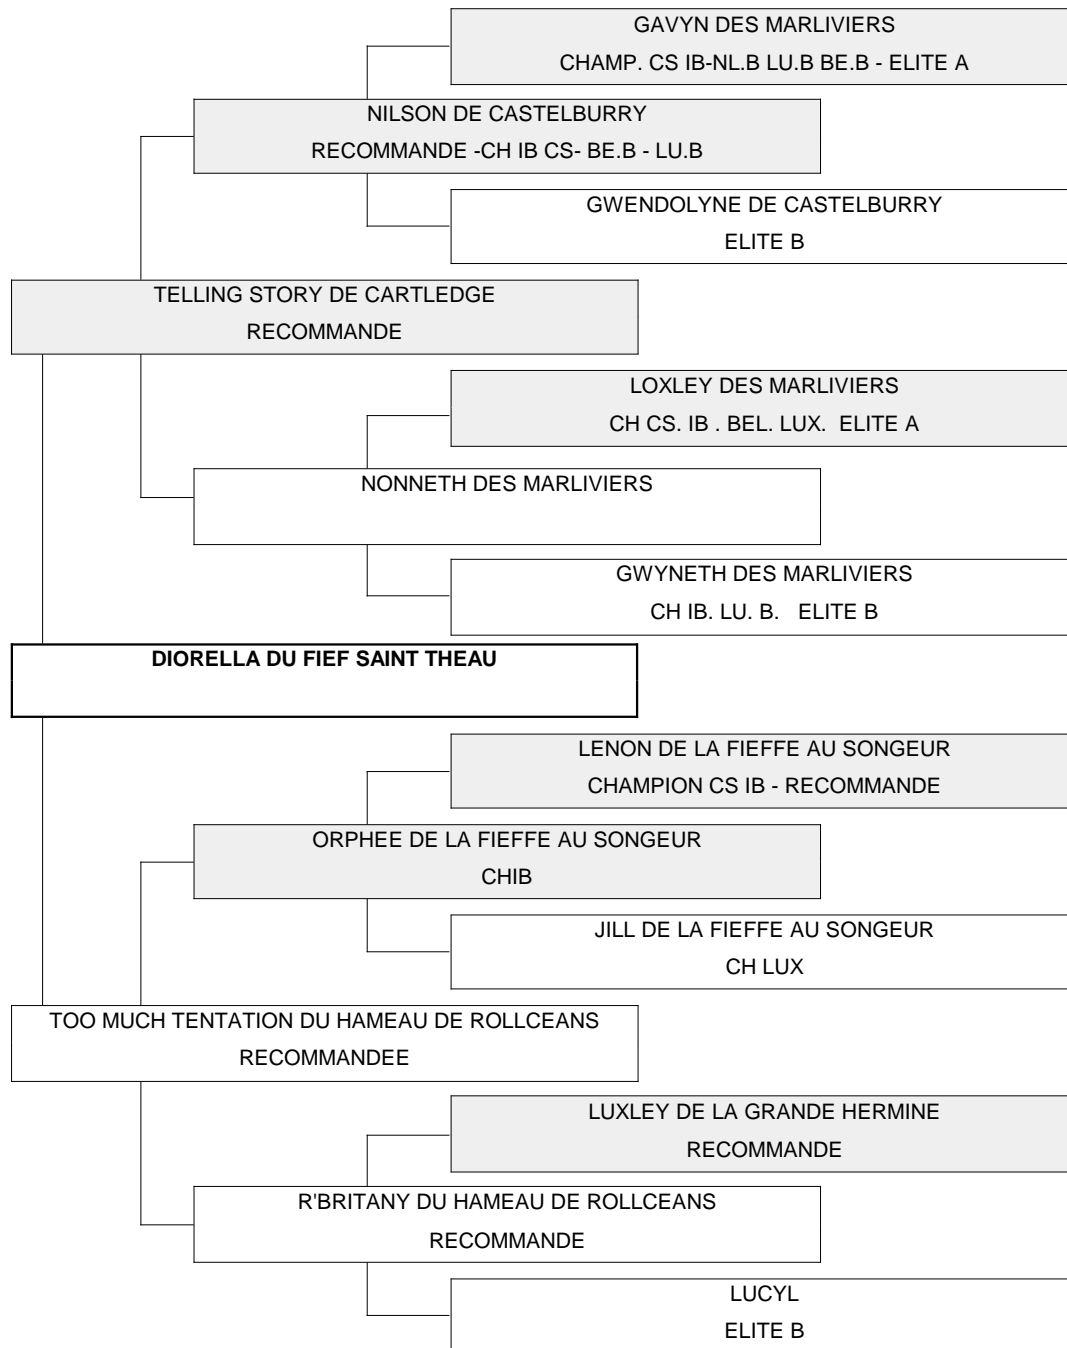 GAVYN DES MARLIVIERS
CHAMP. CS IB-NL.B LU.B BE.B - ELITE A
NILSON DE CASTELBURRY
RECOMMANDE -CH IB CS- BE.B - LU.B
GWENDOLYNE DE CASTELBURRY
ELITE B
TELLING STORY DE CARTLEDGE
RECOMMANDE
LOXLEY DES MARLIVIERS
CH CS. IB . BEL. LUX. ELITE A
NONNETH DES MARLIVIERS
GWYNETH DES MARLIVIERS
CH IB. LU. B. ELITE B
DIORELLA DU FIEF SAINT THEAU
LENON DE LA FIEFFE AU SONGEUR
CHAMPION CS IB - RECOMMANDE
ORPHEE DE LA FIEFFE AU SONGEUR
CHIB
JILL DE LA FIEFFE AU SONGEUR
CH LUX
TOO MUCH TENTATION DU HAMEAU DE ROLLCEANS
RECOMMANDEE
LUXLEY DE LA GRANDE HERMINE
RECOMMANDE
R'BRITANY DU HAMEAU DE ROLLCEANS
RECOMMANDE
LUCYL
ELITE B